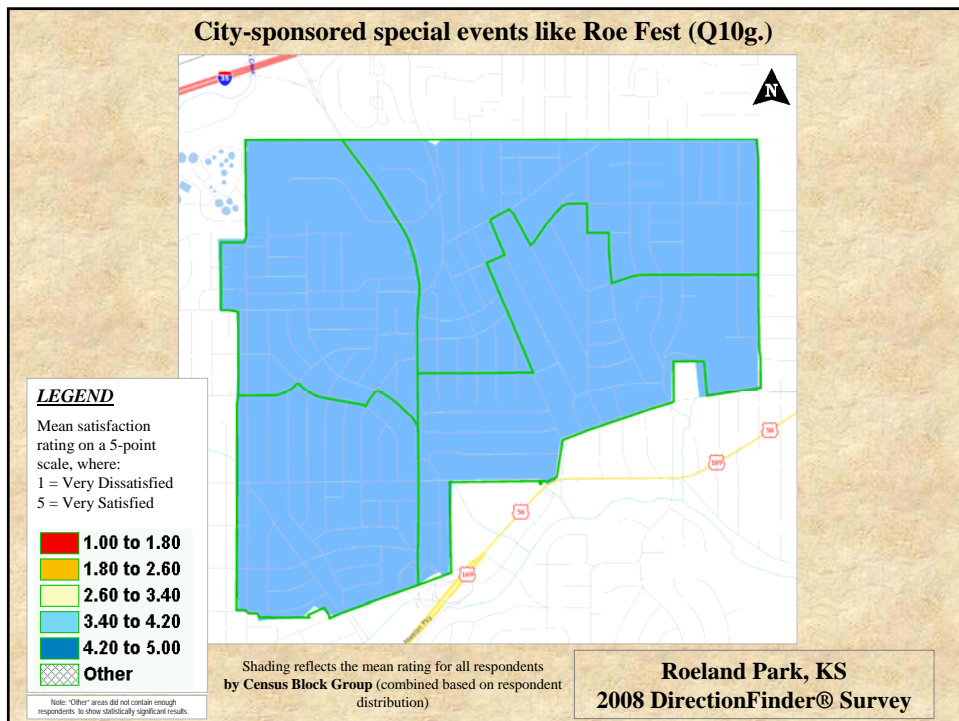 City-sponsored special events like Roe Fest (Q10g.)
35
N
LEGEND
Mean satisfaction
rating on a 5-point
scale, where:
1 = Very Dissatisfied
5 = Very Satisfied
1.00 to 1.80
1.80 to 2.60
2.60 to 3.40
3.40 to 4.20
4.20 to 5.00
Other
Note: "Other" areas did not contain enough
respondents to show statistically significant results.
56
169
56
169
Shading reflects the mean rating for all respondents
by Census Block Group (combined based on respondent
distribution)
Roeland Park, KS
2008 DirectionFinder® Survey